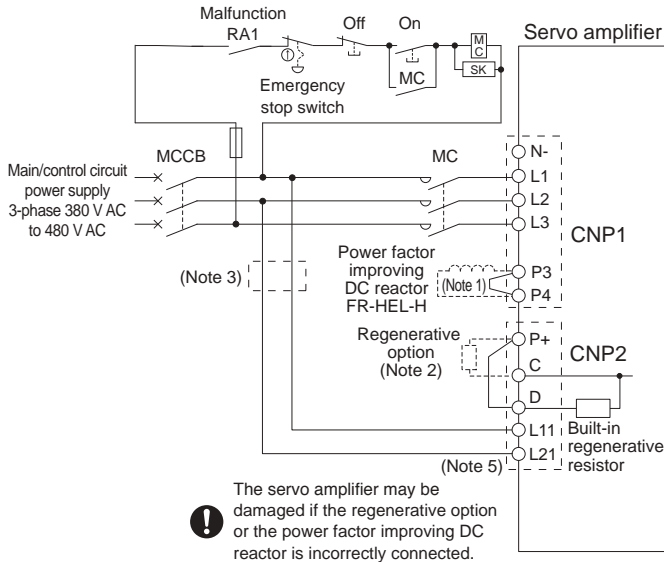 Malfunction
RA1
Off
On
Servo amplifier
①
MC
SK
MC
Emergency
stop switch
MCCB
MC
Main/control circuit
power supply
3-phase 380 V AC
to 480 V AC
N-
L1
L2
L3
CNP1
(Note 3)
Power factor
improving
DC reactor
FR-HEL-H
(Note 1)
P3
P4
Regenerative
option
(Note 2)
P+
CNP2
C
D
L11
Built-in
regenerative
resistor
L21
(Note 5)
The servo amplifier may be
damaged if the regenerative option
or the power factor improving DC
reactor is incorrectly connected.